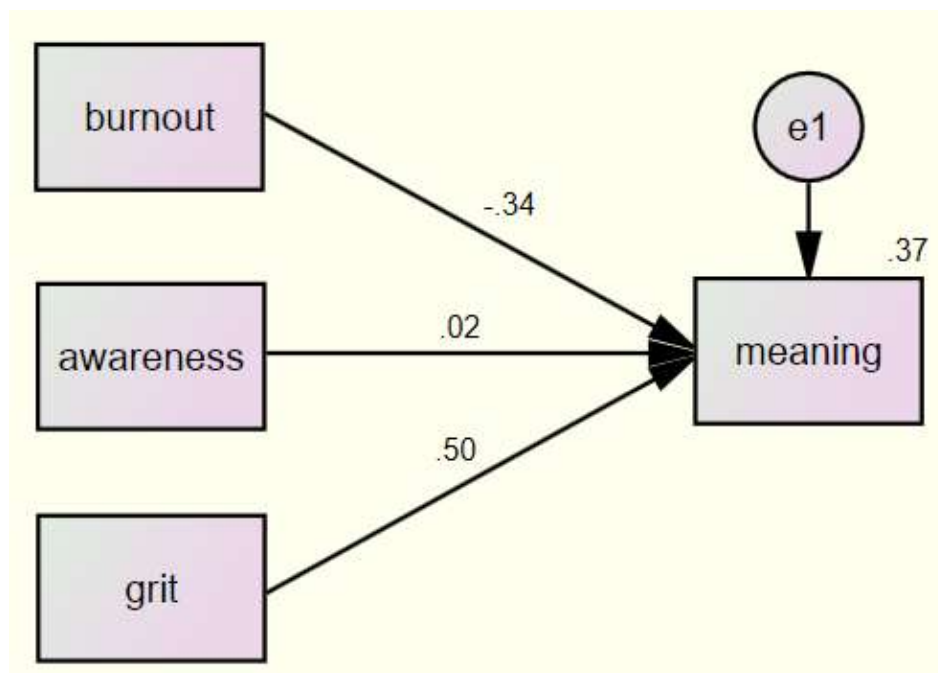 burnout
e1
-.34
.37
awareness
.02
meaning
.50
grit